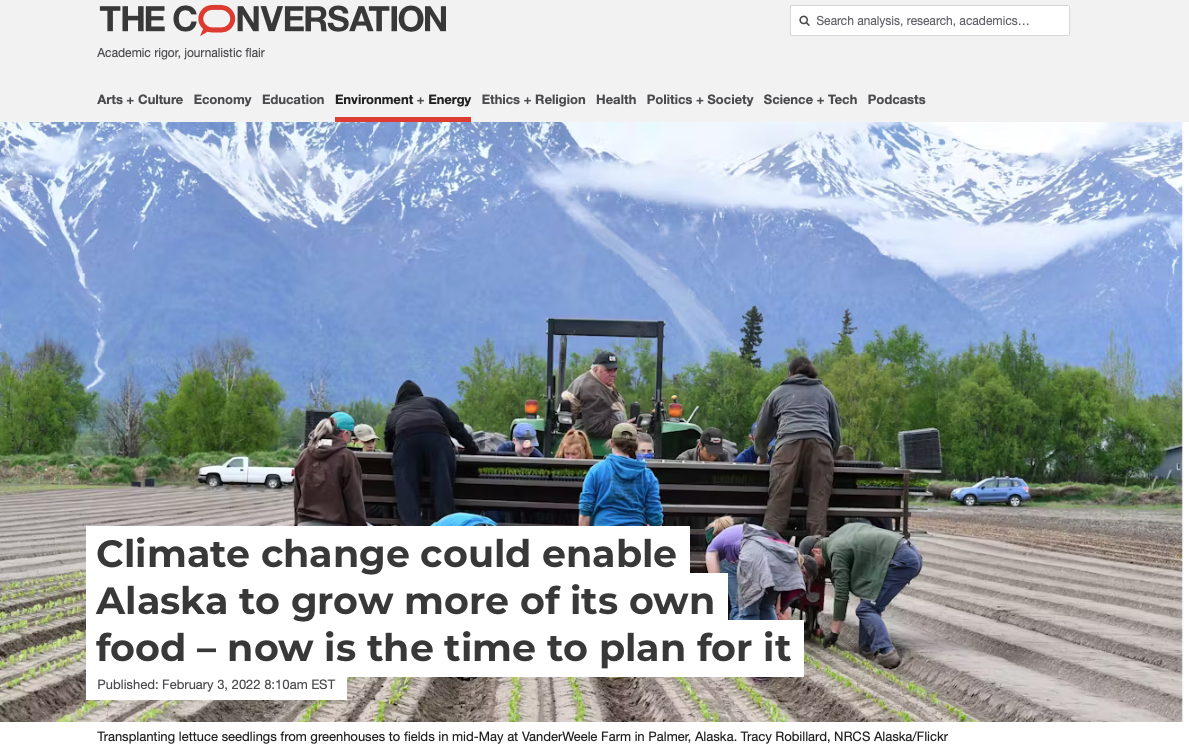 THE CONVERSATION
Search analysis, research, academics...
Academic rigor, journalistic flair
Arts + Culture Economy Education Environment + Energy Ethics + Religion Health Politics + Society Science + Tech Podcasts
Climate change could enable
Alaska to grow more of its own
food – now is the time to plan for it
Published: February 3, 2022 8:10am EST
Transplanting lettuce seedlings from greenhouses to fields in mid-May at VanderWeele Farm in Palmer, Alaska. Tracy Robillard, NRCS Alaska/Flickr